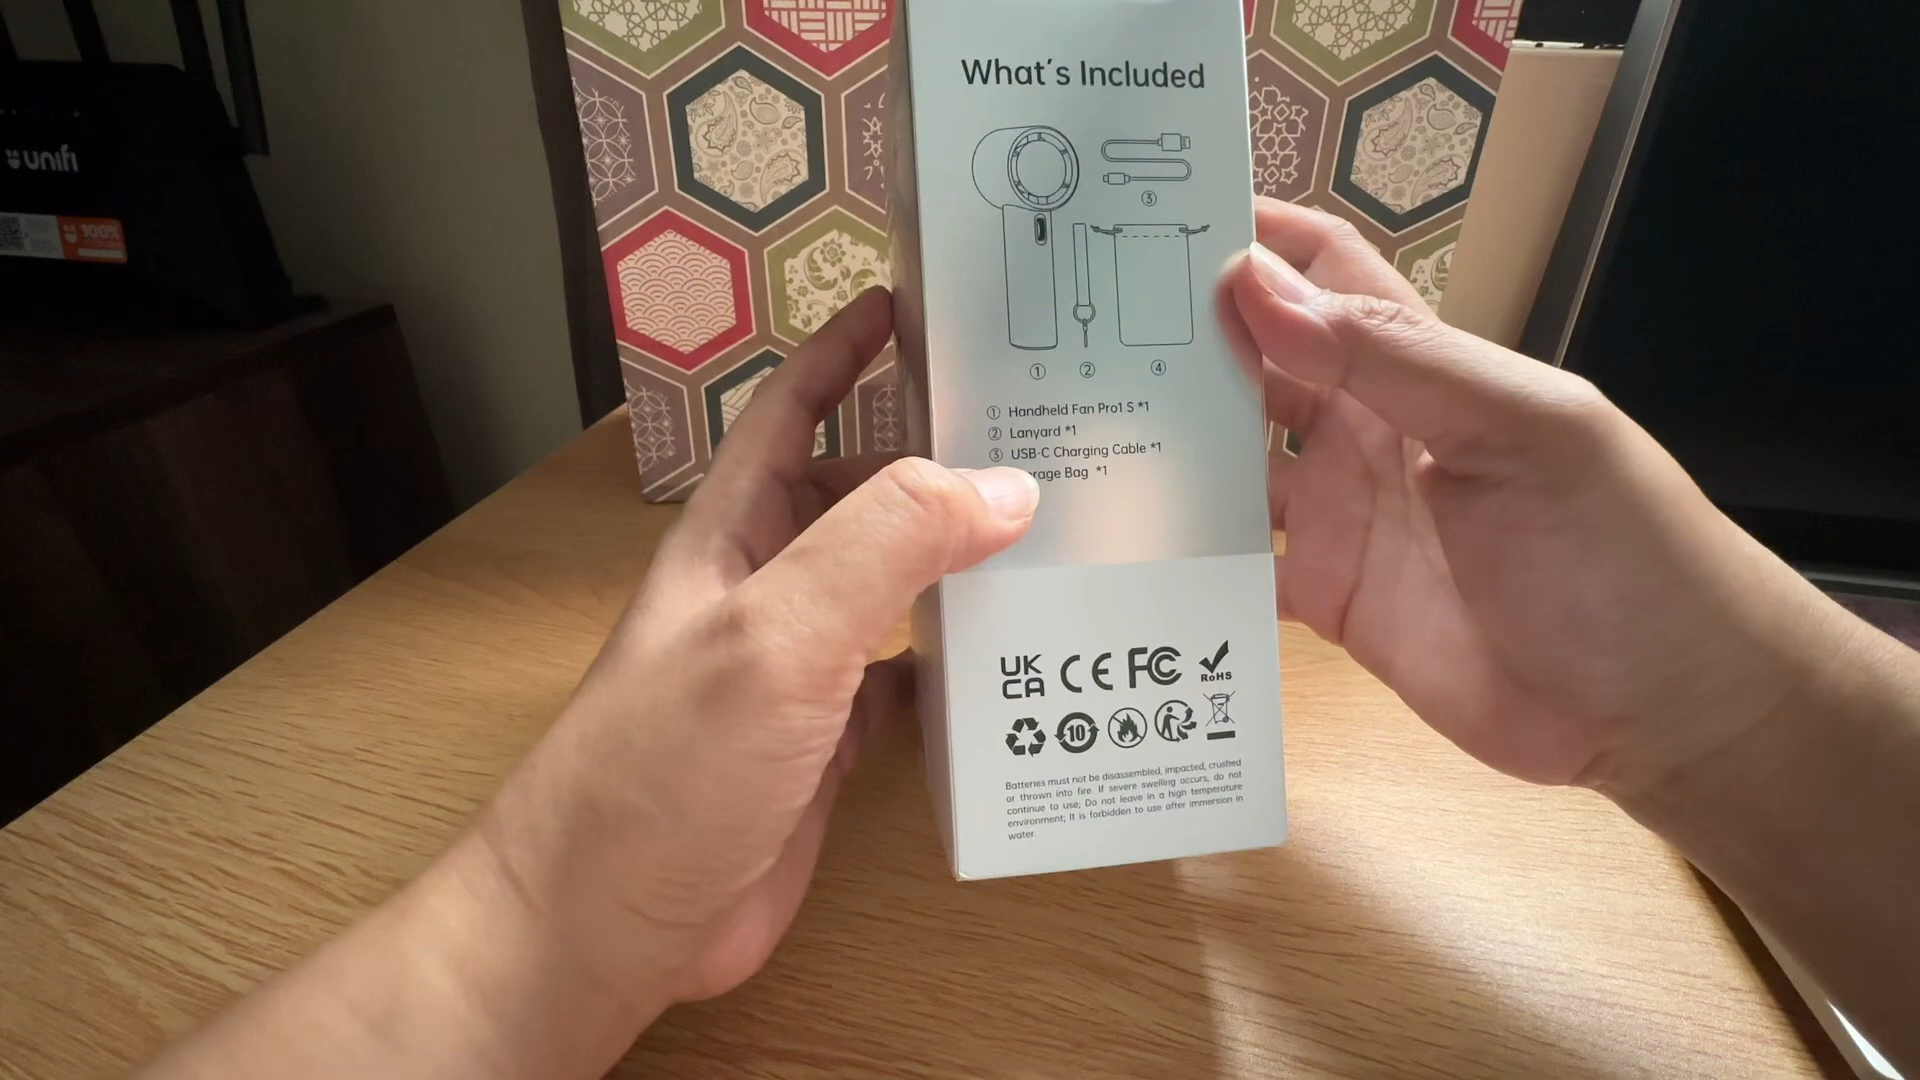 What's Included
③
① ② ④
① Handheld Fan Pro1 S *1
② Lanyard *1
③ USB-C Charging Cable *1
Bag *1
UK CA CE FC RoHS
10
Batteries must not be disassembled, impacted, crushed
or thrown into fire. If severe swelling occurs, do not
continue to use; Do not leave in a high temperature
environment; It is forbidden to use after immersion in
water.
unifi
100%